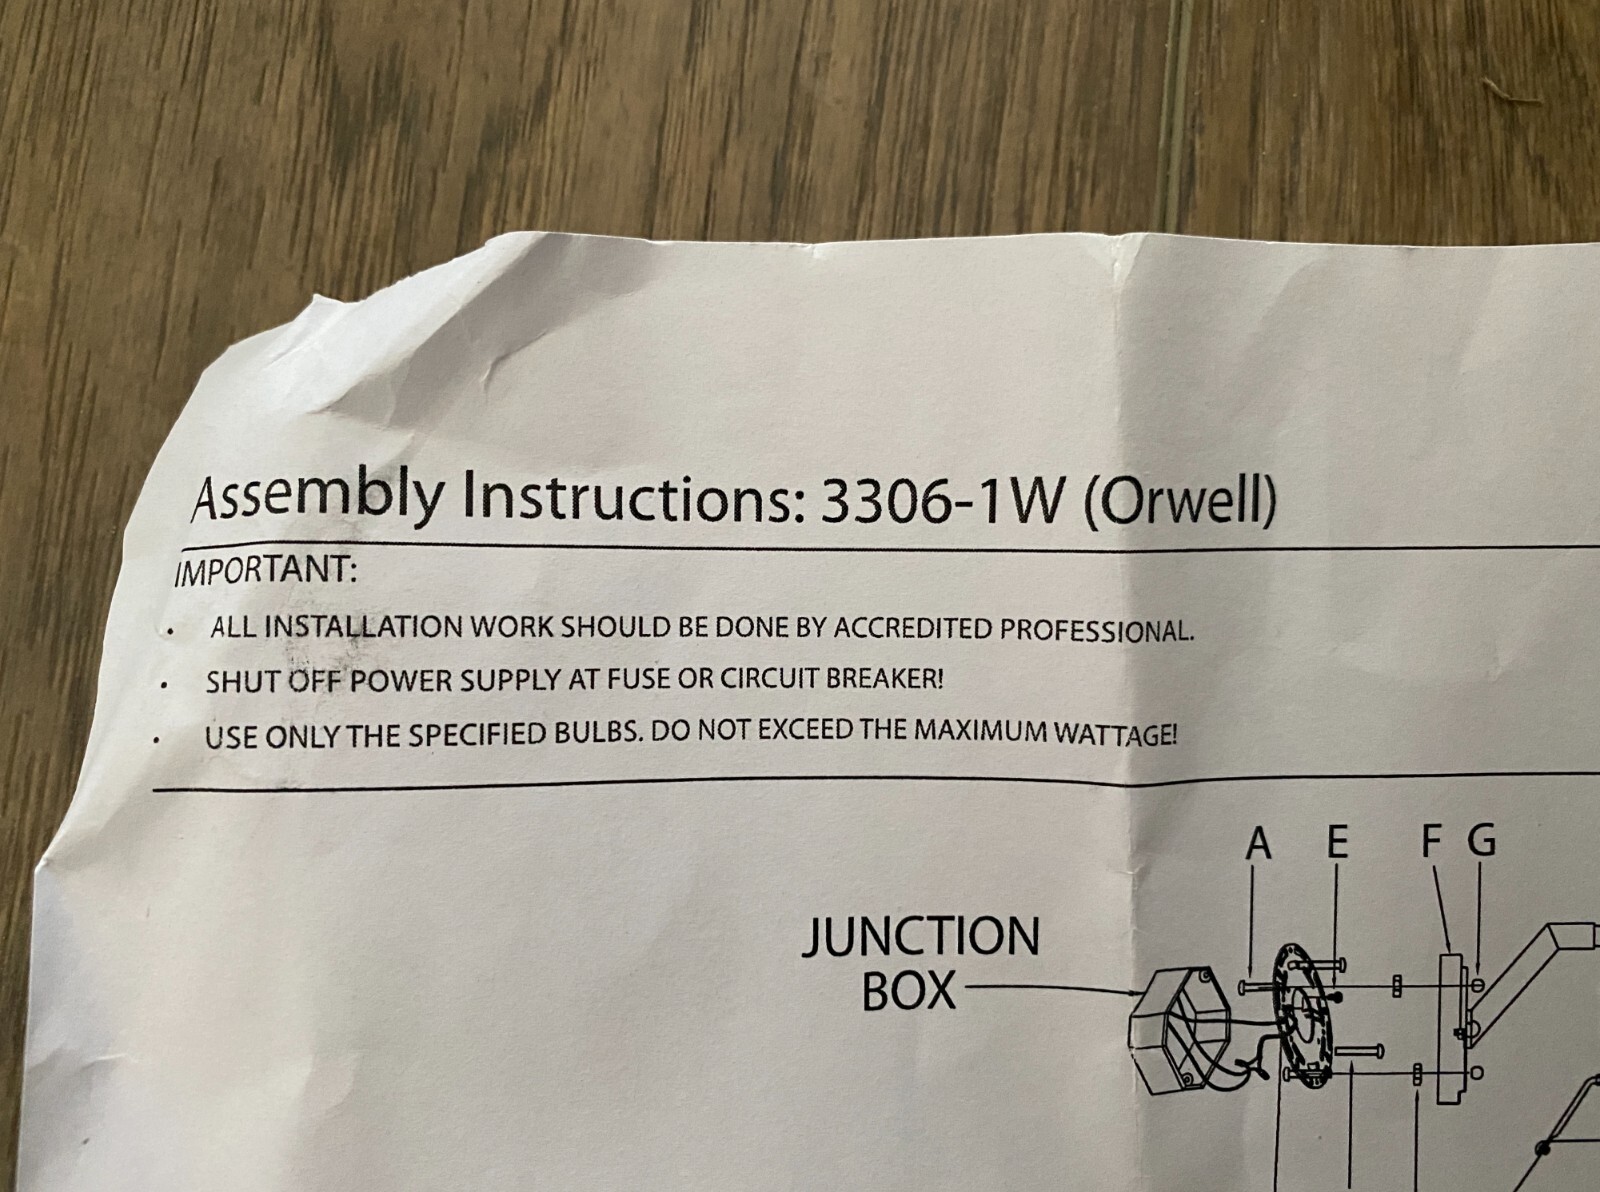 Assembly Instructions: 3306-1W (Orwell)
IMPORTANT:
· ALL INSTALLATION WORK SHOULD BE DONE BY ACCREDITED PROFESSIONAL.
· SHUT OFF POWER SUPPLY AT FUSE OR CIRCUIT BREAKER!
· USE ONLY THE SPECIFIED BULBS. DO NOT EXCEED THE MAXIMUM WATTAGE!
A E F G
JUNCTION
BOX